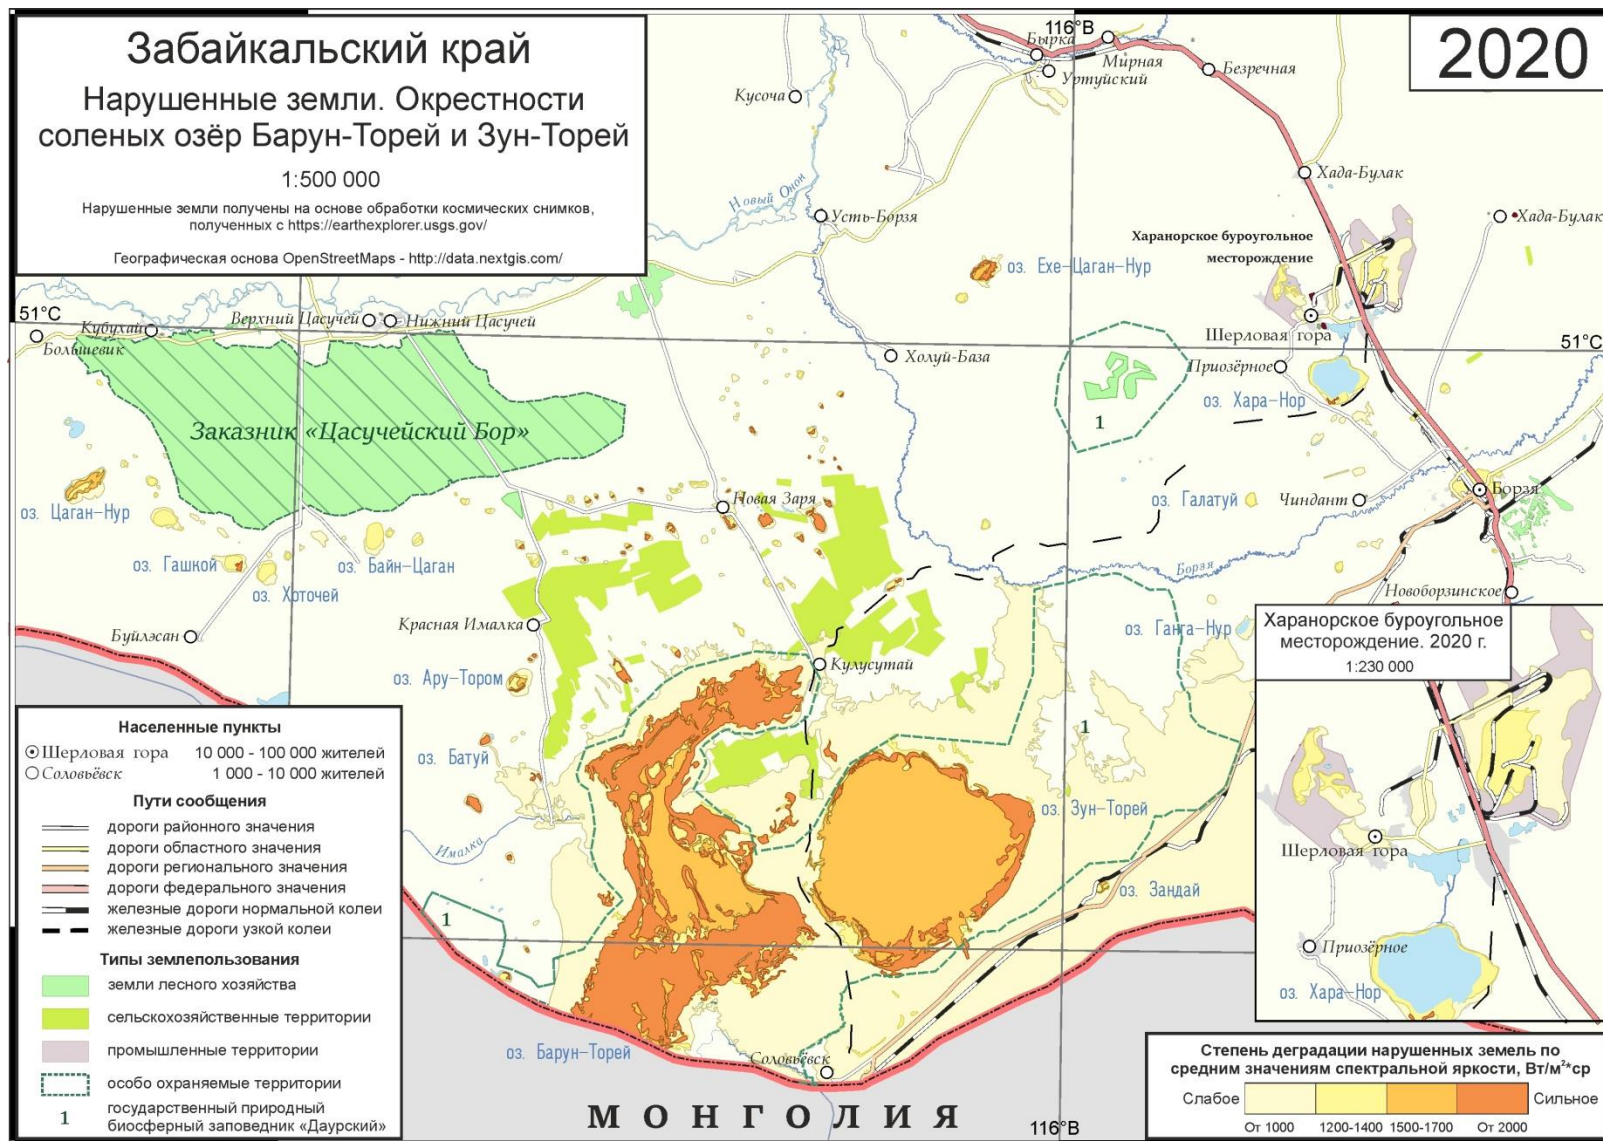 Забайкальский край
Нарушенные земли. Окрестности
соленых озёр Барун-Торей и Зун-Торей
1:500 000
Нарушенные земли получены на основе обработки космических снимков,
полученных с https://earthexplorer.usgs.gov/
Географическая основа OpenStreetMaps - http://data.nextgis.com/
2020
116°В
Бырка
Мирная
Уртуйский
Безречная
Кусоча
Хада-Булак
Новый Онон
Усть-Борзя
Хада-Булак
Харанорское буроугольное
месторождение
оз. Ехе-Цаган-Нур
51°С
Кубухай
Верхний Цасучей
Нижний Цасучей
Большевик
Шерловая гора
51°С
Холуй-База
Приозёрное
оз. Хара-Нор
1
Заказник «Цасучейский Бор»
оз. Цаган-Нур
Новая Заря
оз. Галатуй
Чиндант
Борзя
оз. Гашкой
оз. Байн-Цаган
оз. Хоточей
Борзя
Новоборзинское
Буйлэсан
Красная Ималка
оз. Ганга-Нур
Кулусутай
оз. Ару-Тором
1
оз. Батуй
оз. Зун-Торей
Ималка
оз. Зандай
1
оз. Барун-Торей
Соловьёвск
МОНГОЛИЯ
116°В
Харанорское буроугольное
месторождение. 2020 г.
1:230 000
Шерловая гора
Приозёрное
оз. Хара-Нор
Населенные пункты
Шерловая гора 10 000 - 100 000 жителей
Соловьёвск 1 000 - 10 000 жителей
Пути сообщения
дороги районного значения
дороги областного значения
дороги регионального значения
дороги федерального значения
железные дороги нормальной колеи
железные дороги узкой колеи
Типы землепользования
земли лесного хозяйства
сельскохозяйственные территории
промышленные территории
особо охраняемые территории
1 государственный природный
биосферный заповедник «Даурский»
Степень деградации нарушенных земель по
средним значениям спектральной яркости, Вт/м²*ср
Слабое Сильное
От 1000 1200-1400 1500-1700 От 2000